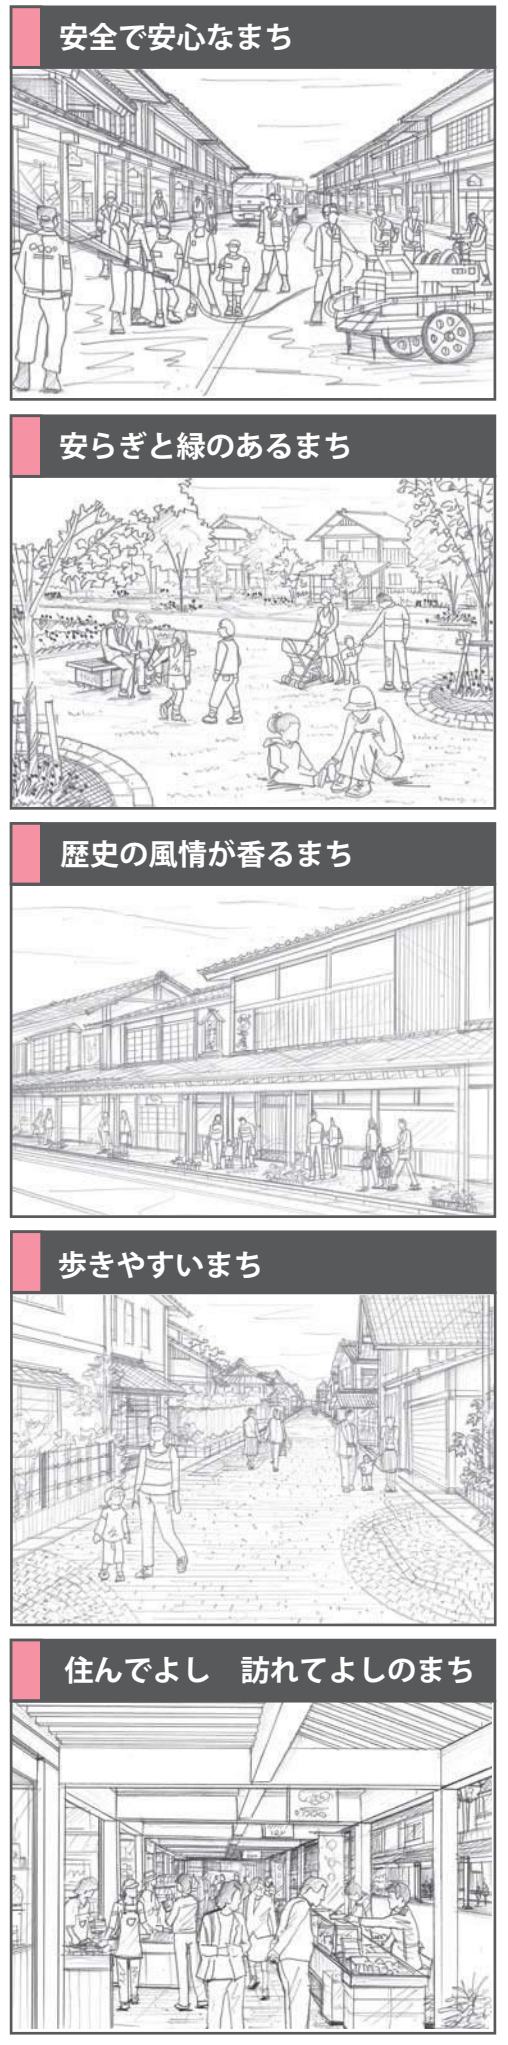 安全で安心なまち
安らぎと緑のあるまち
歴史の風情が香るまち
歩きやすいまち
住んでよし　訪れてよしのまち